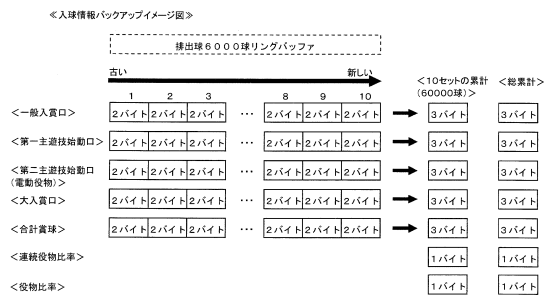 ≪入球情報バックアップイメージ図≫
排出球6000球リングバッファ
古い 新しい
＜10セットの累計
(60000球)＞ ＜総累計＞
1 2 3 8 9 10
＜一般入賞口＞ 2バイト 2バイト 2バイト ・・・ 2バイト 2バイト 2バイト 3バイト 3バイト
＜第一主遊技始動口＞ 2バイト 2バイト 2バイト ・・・ 2バイト 2バイト 2バイト 3バイト 3バイト
＜第二主遊技始動口
(電動役物)＞ 2バイト 2バイト 2バイト ・・・ 2バイト 2バイト 2バイト 3バイト 3バイト
＜大入賞口＞ 2バイト 2バイト 2バイト ・・・ 2バイト 2バイト 2バイト 3バイト 3バイト
＜合計賞球＞ 2バイト 2バイト 2バイト ・・・ 2バイト 2バイト 2バイト 3バイト 3バイト
＜連続役物比率＞ 1バイト 1バイト
＜役物比率＞ 1バイト 1バイト